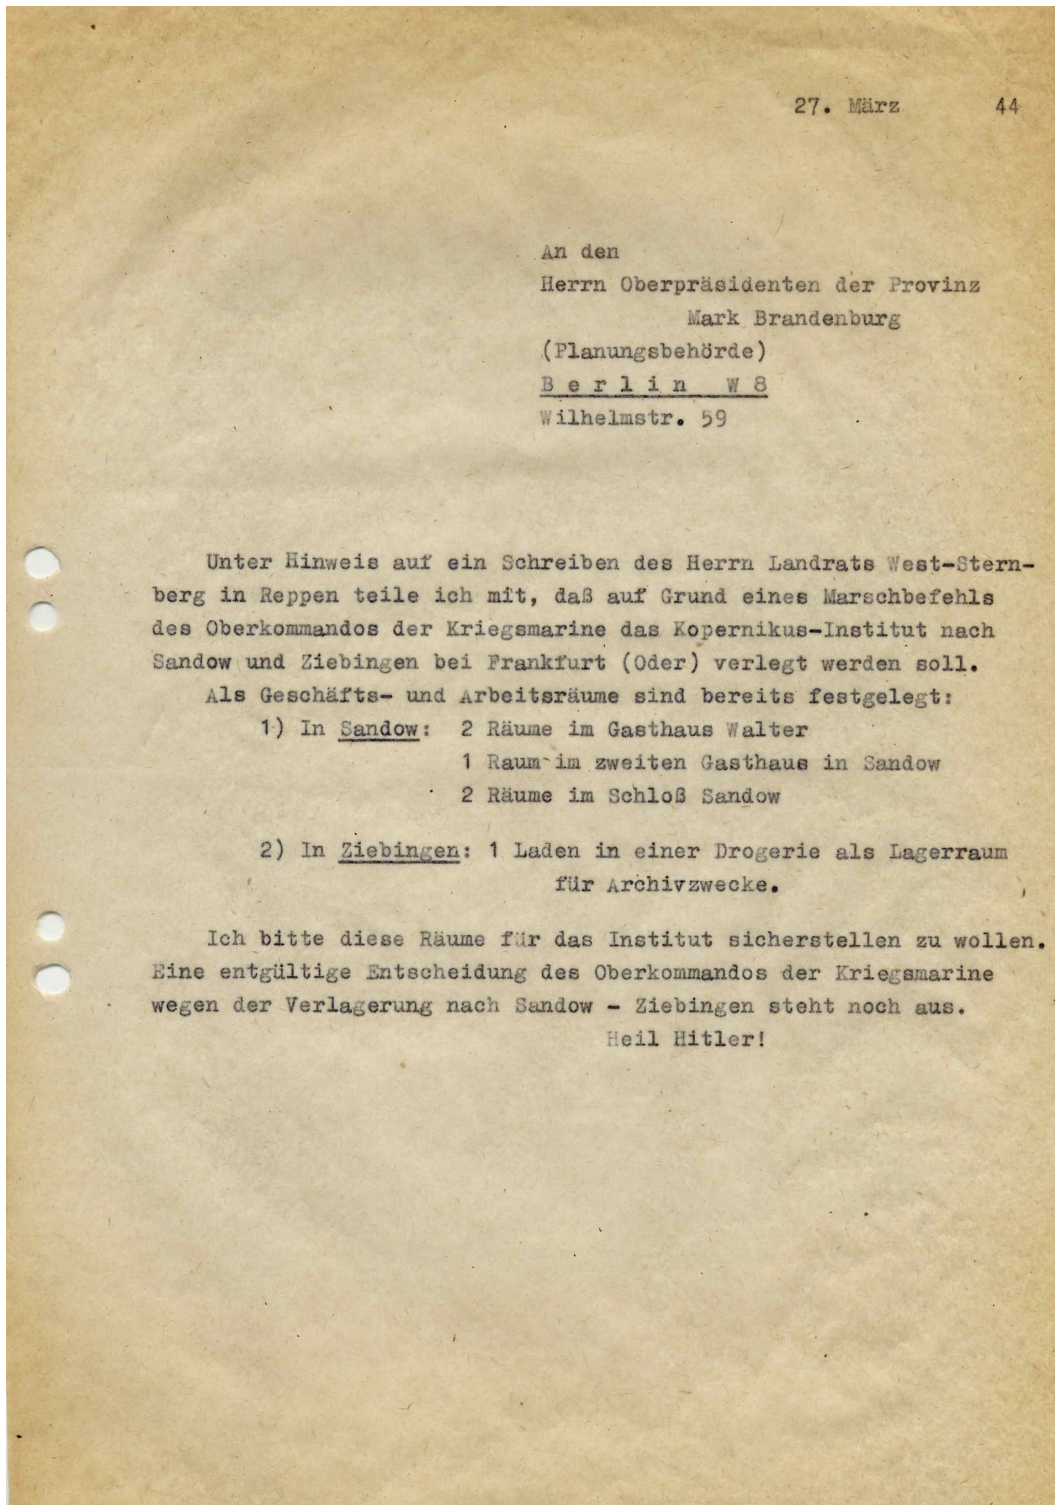 27. März 44
An den
Herrn Oberpräsidenten der Provinz
Mark Brandenburg
(Planungsbehörde)
B e r l i n  W 8
Wilhelmstr. 59
Unter Hinweis auf ein Schreiben des Herrn Landrats West-Stern-
berg in Reppen teile ich mit, daß auf Grund eines Marschbefehls
des Oberkommandos der Kriegsmarine das Kopernikus-Institut nach
Sandow und Ziebingen bei Frankfurt (Oder) verlegt werden soll.
Als Geschäfts- und Arbeitsräume sind bereits festgelegt:
1) In Sandow: 2 Räume im Gasthaus Walter
1 Raum im zweiten Gasthaus in Sandow
2 Räume im Schloß Sandow
2) In Ziebingen: 1 Laden in einer Drogerie als Lagerraum
für Archivzwecke.
Ich bitte diese Räume für das Institut sicherstellen zu wollen.
Eine entgültige Entscheidung des Oberkommandos der Kriegsmarine
wegen der Verlagerung nach Sandow - Ziebingen steht noch aus.
Heil Hitler!